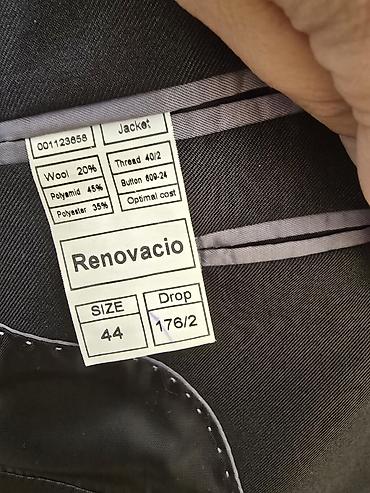 001123658 Jacket
Wool 20% Thread 40/2
Polyamid 45% Button 609-24
Polyester 35% Optimal cost
Renovacio
SIZE Drop
44 176/2